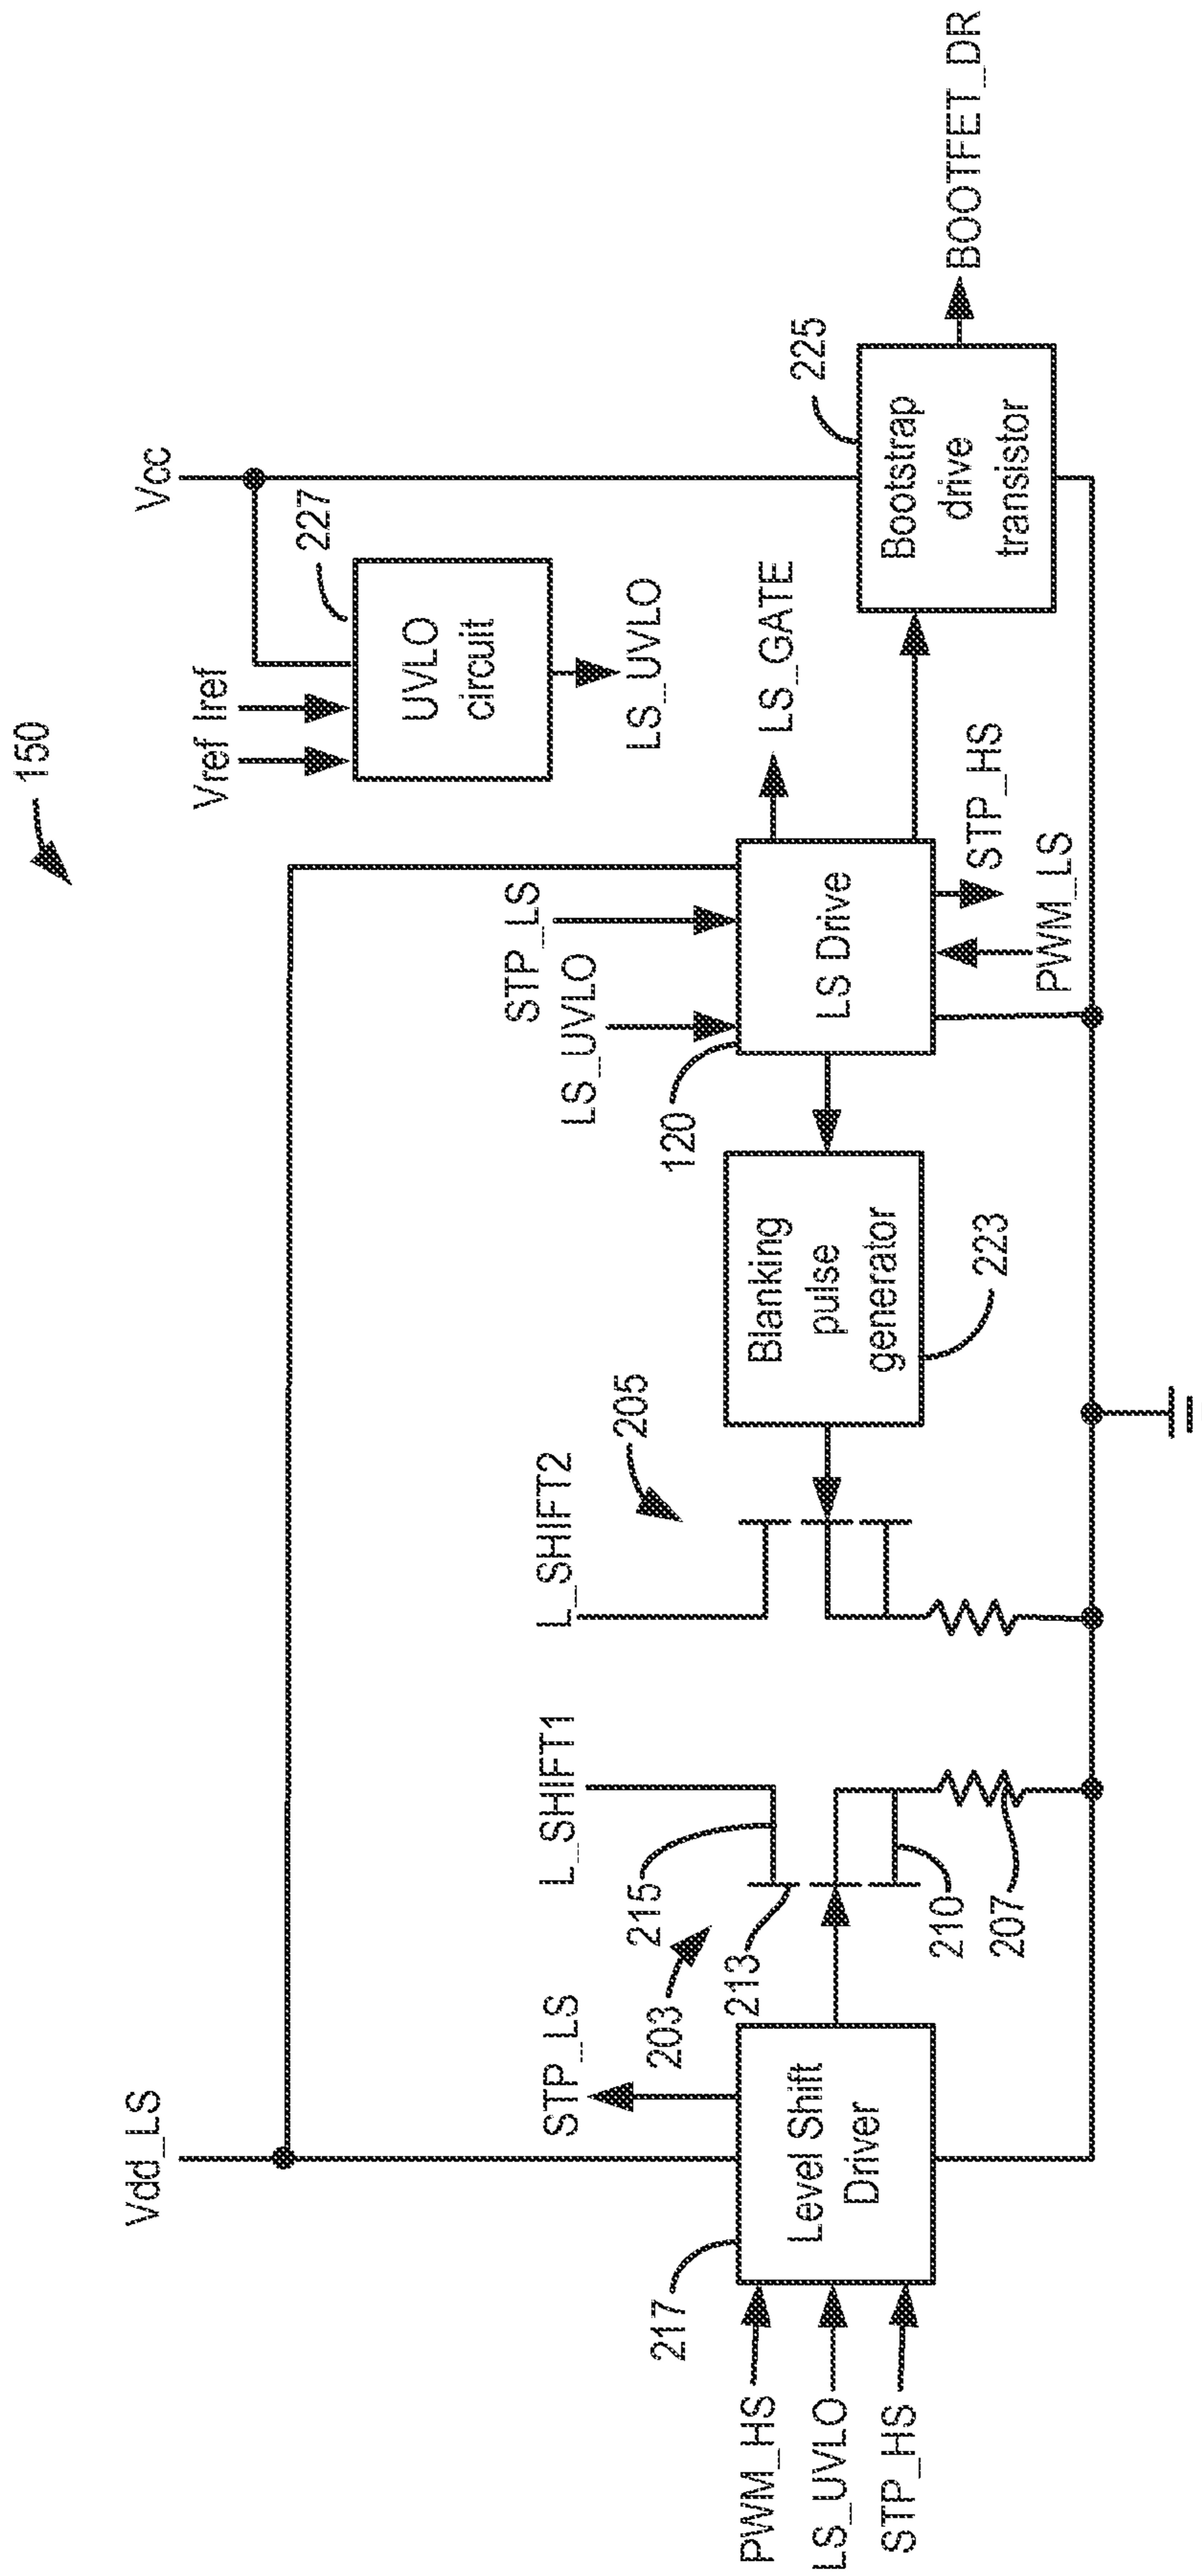 150
Vdd_LS
Vcc
Vref
Iref
227
UVLO
circuit
LS_UVLO
STP_LS
L_SHIFT1
L_SHIFT2
205
STP_LS
LS_UVLO
120
LS_GATE
225
217
203
213
215
Level Shift
Driver
PWM_HS
LS_UVLO
STP_HS
210
207
Blanking
pulse
generator
223
LS Drive
PWM_LS
STP_HS
Bootstrap
drive
transistor
BOOTFET_DR